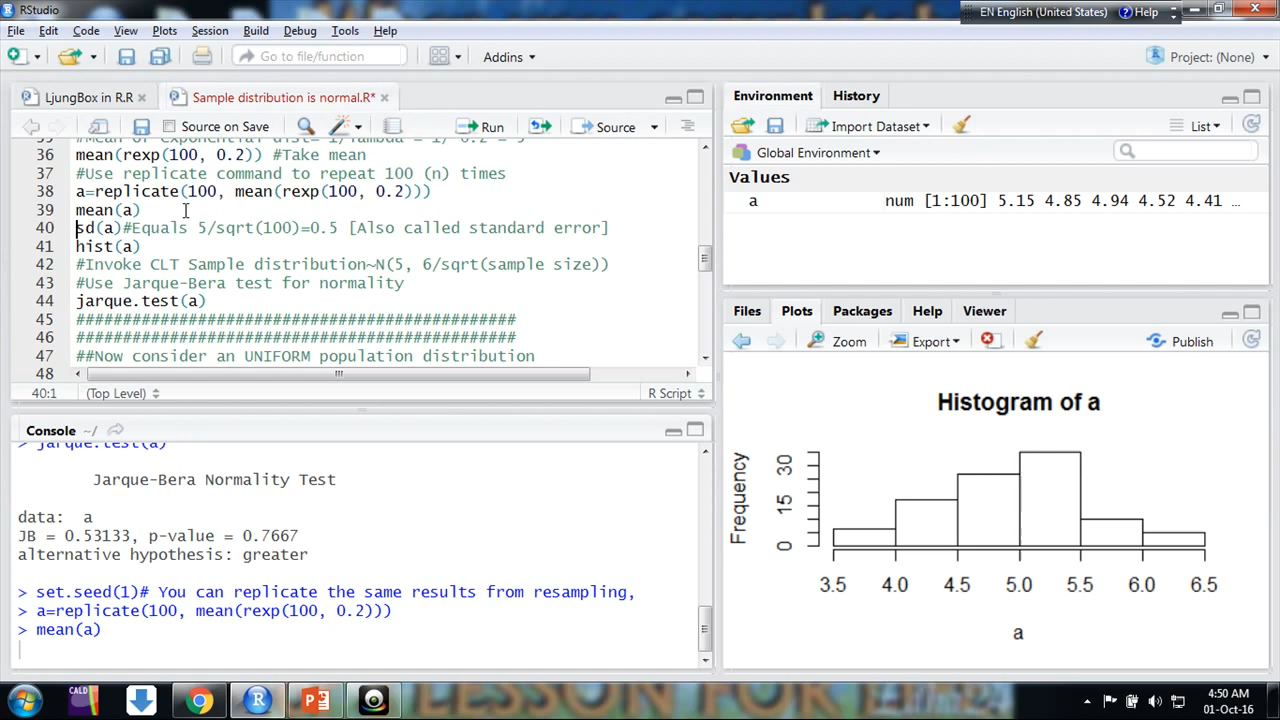 RStudio
EN English (United States)
Help
File Edit Code View Plots Session Build Debug Tools Help
Go to file/function
Addins
Project: (None)
LjungBox in R.R
Sample distribution is normal.R*
Source on Save
Run
Source
36 mean(rexp(100, 0.2)) #Take mean
37 #Use replicate command to repeat 100 (n) times
38 a=replicate(100, mean(rexp(100, 0.2)))
39 mean(a)
40 sd(a)#Equals 5/sqrt(100)=0.5 [Also called standard error]
41 hist(a)
42 #Invoke CLT Sample distribution~N(5, 6/sqrt(sample size))
43 #Use Jarque-Bera test for normality
44 jarque.test(a)
45 ###############################################
46 ###############################################
47 ##Now consider an UNIFORM population distribution
48
40:1 (Top Level) R Script
Console ~/
> jarque.test(a)
Jarque-Bera Normality Test
data: a
JB = 0.53133, p-value = 0.7667
alternative hypothesis: greater
> set.seed(1)# You can replicate the same results from resampling,
> a=replicate(100, mean(rexp(100, 0.2)))
> mean(a)
Environment History
Import Dataset
List
Global Environment
Values
a num [1:100] 5.15 4.85 4.94 4.52 4.41 ...
Files Plots Packages Help Viewer
Zoom Export Publish
Histogram of a
Frequency
30
15
0
3.5 4.0 4.5 5.0 5.5 6.0 6.5
a
CALD
R
P
4:50 AM
01-Oct-16